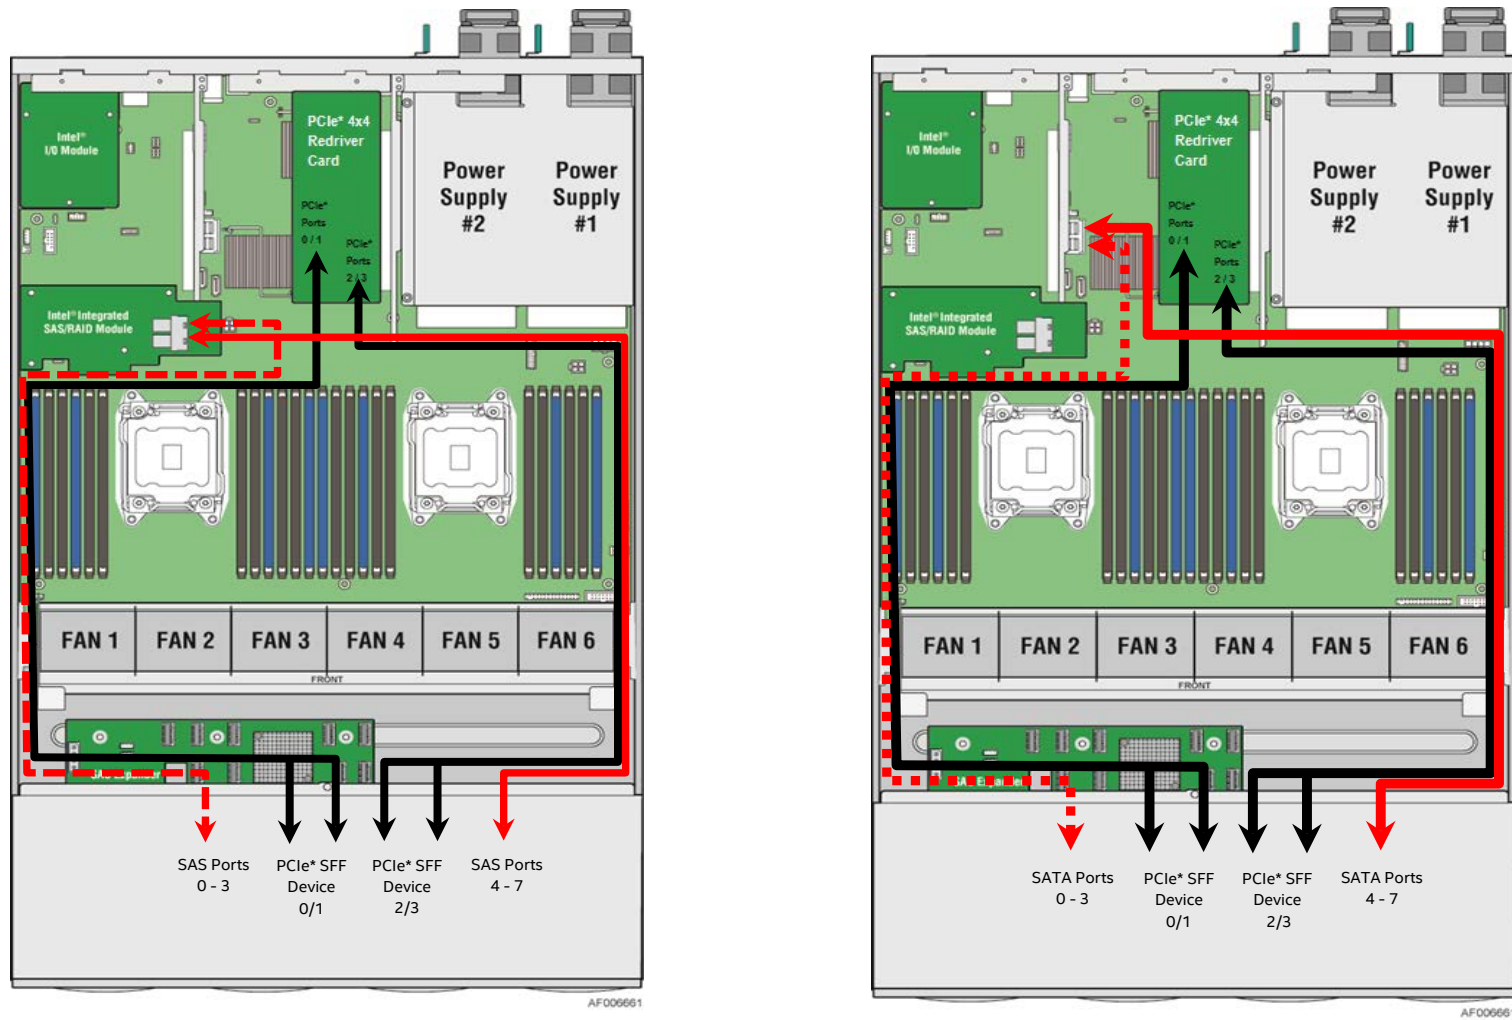 Intel®
I/O Module
PCIe* 4x4
Redriver
Card
PCIe*
Ports
0 / 1
PCIe*
Ports
2 / 3
Power
Supply
#2
Power
Supply
#1
Intel® Integrated
SAS/RAID Module
FAN 1
FAN 2
FAN 3
FAN 4
FAN 5
FAN 6
FRONT
SAS Expander
SAS Ports
0 - 3
PCIe* SFF
Device
0/1
PCIe* SFF
Device
2/3
SAS Ports
4 - 7
AF006661
Intel®
I/O Module
PCIe* 4x4
Redriver
Card
PCIe*
Ports
0 / 1
PCIe*
Ports
2 / 3
Power
Supply
#2
Power
Supply
#1
Intel® Integrated
SAS/RAID Module
FAN 1
FAN 2
FAN 3
FAN 4
FAN 5
FAN 6
FRONT
SAS Expander
SATA Ports
0 - 3
PCIe* SFF
Device
0/1
PCIe* SFF
Device
2/3
SATA Ports
4 - 7